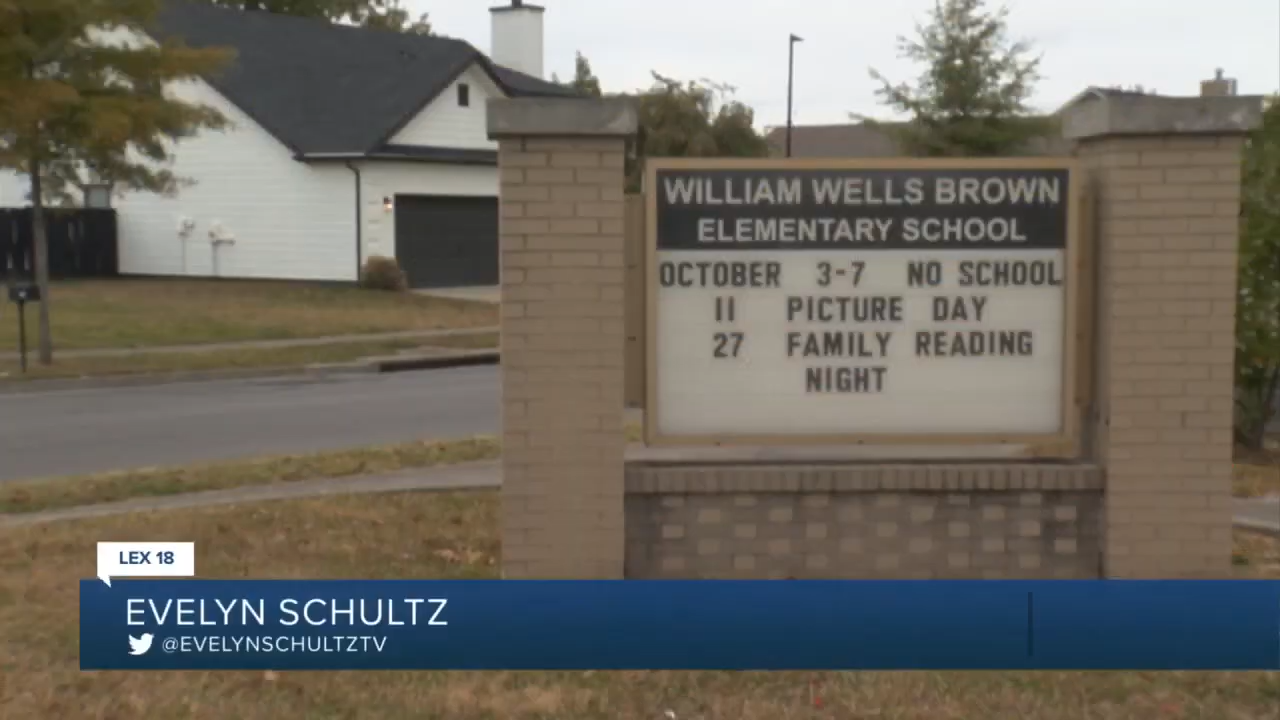 WILLIAM WELLS BROWN
ELEMENTARY SCHOOL
OCTOBER 3-7 NO SCHOOL
11 PICTURE DAY
27 FAMILY READING
NIGHT
LEX 18
EVELYN SCHULTZ
@EVELYNSCHULTZTV